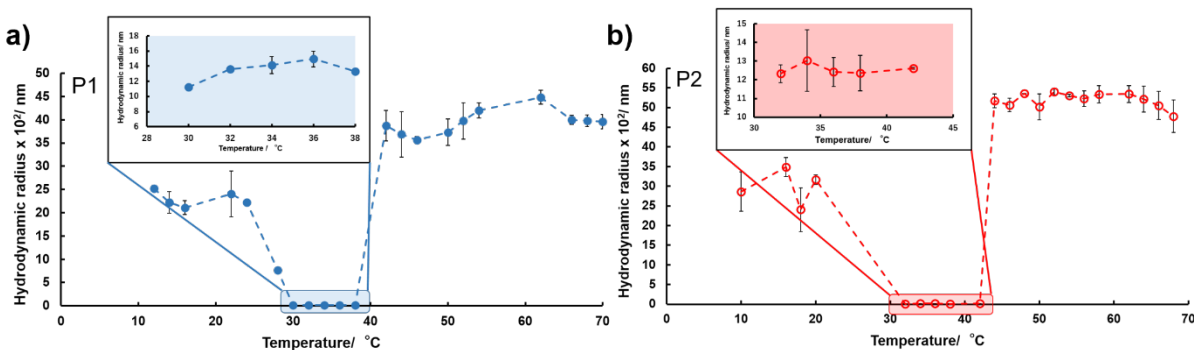 a)
P1
Hydrodynamic radius/ nm
18
16
14
12
10
8
6
4
28 30 32 34 36 38
Temperature/ °C
Hydrodynamic radius x 10²/ nm
50
45
40
35
30
25
20
15
10
5
0
0 10 20 30 40 50 60 70
Temperature/ °C
b)
P2
Hydrodynamic radius/ nm
15
14
13
12
11
10
30 35 40 45
Temperature/ °C
Hydrodynamic radius x 10²/ nm
60
55
50
45
40
35
30
25
20
15
10
5
0
0 10 20 30 40 50 60 70
Temperature/ °C